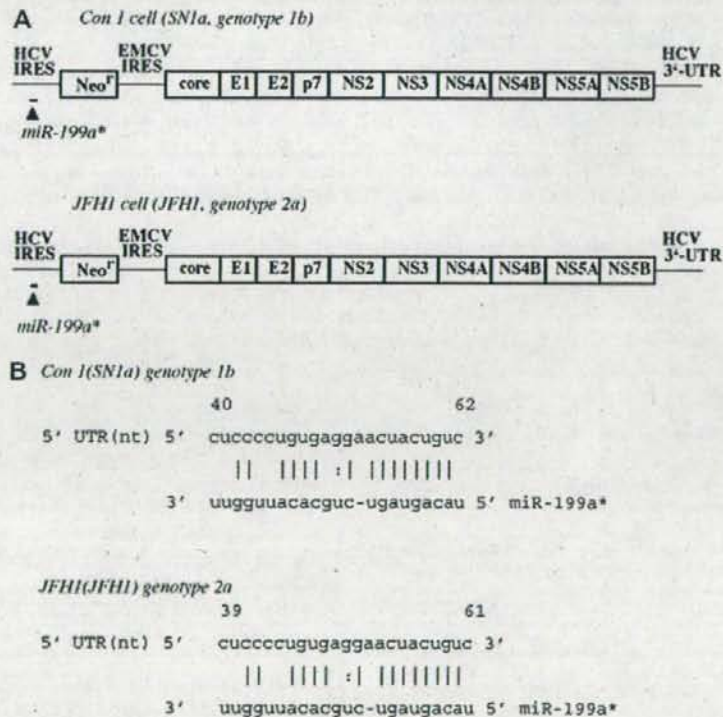 A Con 1 cell (SN1a, genotype 1b)
HCV IRES EMCV IRES HCV 3'-UTR
Neoʳ core E1 E2 p7 NS2 NS3 NS4A NS4B NS5A NS5B
miR-199a*
JFH1 cell (JFH1, genotype 2a)
HCV IRES EMCV IRES HCV 3'-UTR
Neoʳ core E1 E2 p7 NS2 NS3 NS4A NS4B NS5A NS5B
miR-199a*
B Con 1(SN1a) genotype 1b
40 62
5' UTR(nt) 5' cuccccugugaggaacuacuguc 3'
|| |||| :| ||||||||
3' uugguuacacguc-ugaugacau 5' miR-199a*
JFH1(JFH1) genotype 2a
39 61
5' UTR(nt) 5' cuccccugugaggaacuacuguc 3'
|| |||| :| ||||||||
3' uugguuacacguc-ugaugacau 5' miR-199a*